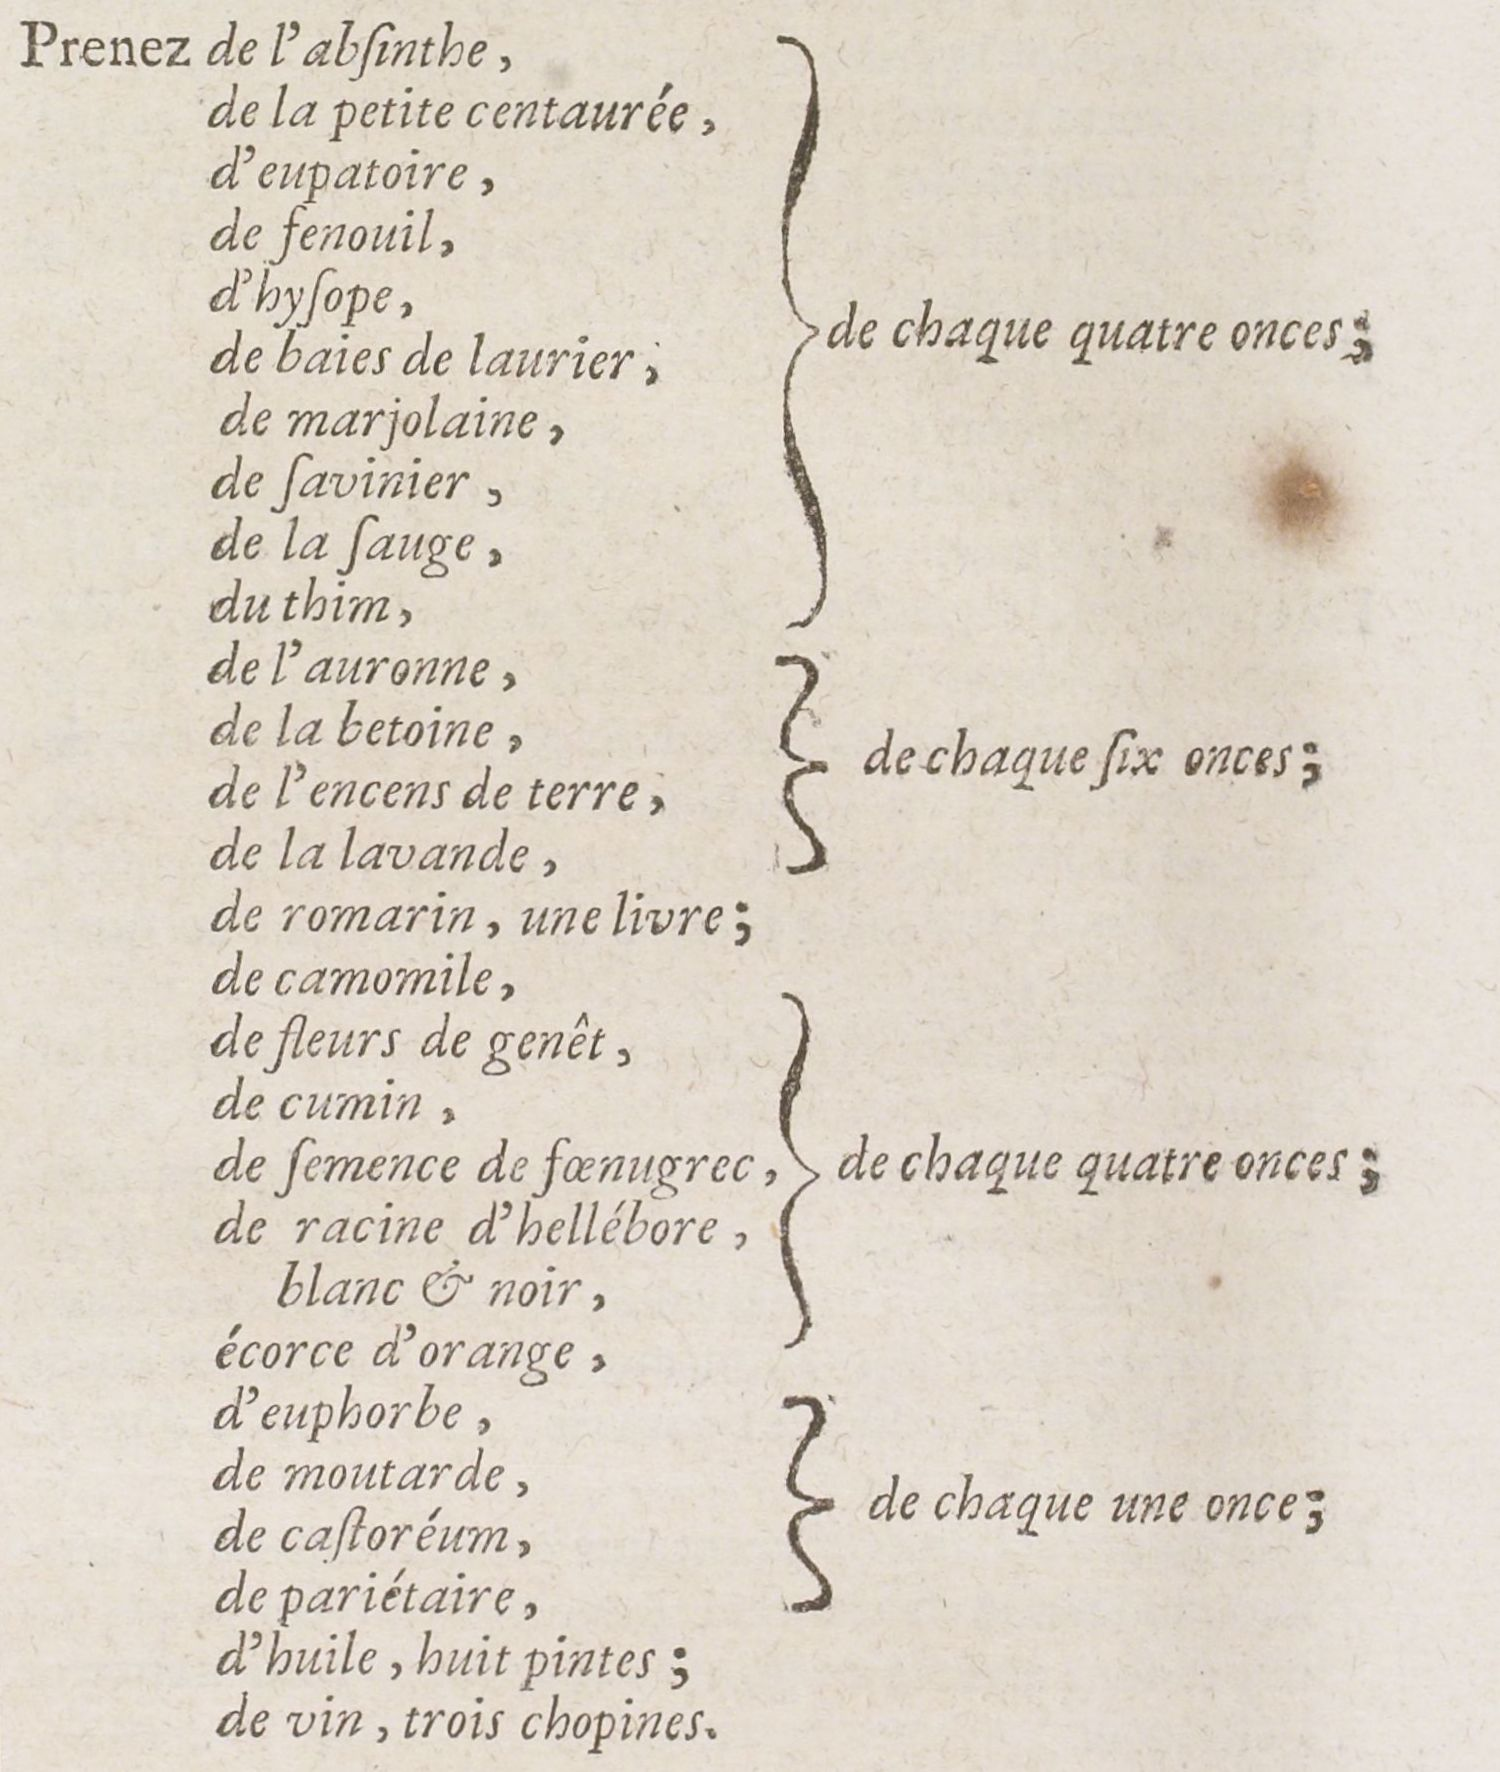 Prenez de l'abſinthe,
de la petite centaurée,
d'eupatoire,
de fenouil,
d'hyſope,
de baies de laurier,
de chaque quatre onces;
de marjolaine,
de ſavinier,
de la ſauge,
du thim,
de l'auronne,
de la betoine,
de l'encens de terre,
de chaque ſix onces;
de la lavande,
de romarin, une livre;
de camomile,
de fleurs de genêt,
de cumin,
de ſemence de fœnugrec,
de chaque quatre onces;
de racine d'hellébore,
blanc & noir,
écorce d'orange,
d'euphorbe,
de moutarde,
de chaque une once;
de caſtoréum,
de pariétaire,
d'huile, huit pintes;
de vin, trois chopines.